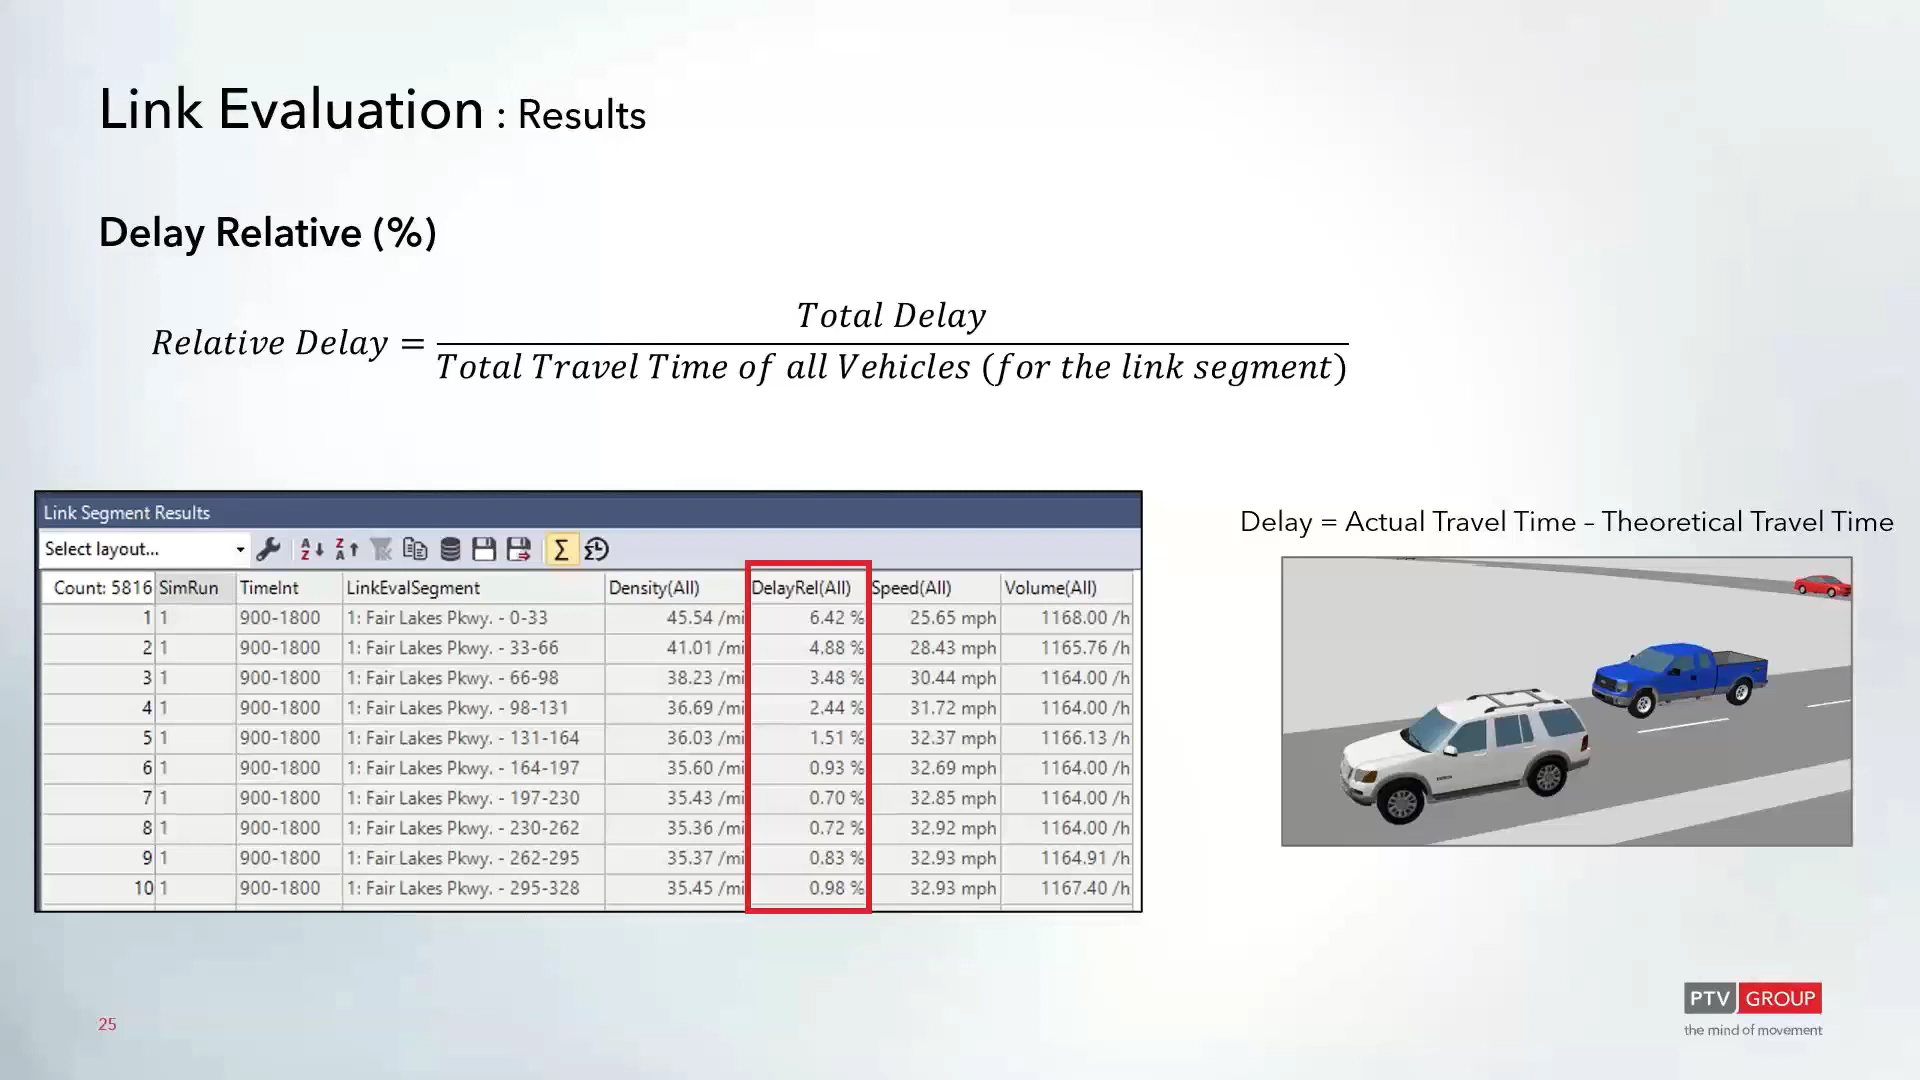 Link Evaluation : Results
Delay Relative (%)
Relative Delay = Total Delay / Total Travel Time of all Vehicles (for the link segment)
Link Segment Results
Select layout...
Count: 5816 SimRun TimeInt LinkEvalSegment Density(All) DelayRel(All) Speed(All) Volume(All)
1 1 900-1800 1: Fair Lakes Pkwy. - 0-33 45.54 /mi 6.42 % 25.65 mph 1168.00 /h
2 1 900-1800 1: Fair Lakes Pkwy. - 33-66 41.01 /mi 4.88 % 28.43 mph 1165.76 /h
3 1 900-1800 1: Fair Lakes Pkwy. - 66-98 38.23 /mi 3.48 % 30.44 mph 1164.00 /h
4 1 900-1800 1: Fair Lakes Pkwy. - 98-131 36.69 /mi 2.44 % 31.72 mph 1164.00 /h
5 1 900-1800 1: Fair Lakes Pkwy. - 131-164 36.03 /mi 1.51 % 32.37 mph 1166.13 /h
6 1 900-1800 1: Fair Lakes Pkwy. - 164-197 35.60 /mi 0.93 % 32.69 mph 1164.00 /h
7 1 900-1800 1: Fair Lakes Pkwy. - 197-230 35.43 /mi 0.70 % 32.85 mph 1164.00 /h
8 1 900-1800 1: Fair Lakes Pkwy. - 230-262 35.36 /mi 0.72 % 32.92 mph 1164.00 /h
9 1 900-1800 1: Fair Lakes Pkwy. - 262-295 35.37 /mi 0.83 % 32.93 mph 1164.91 /h
10 1 900-1800 1: Fair Lakes Pkwy. - 295-328 35.45 /mi 0.98 % 32.93 mph 1167.40 /h
Delay = Actual Travel Time – Theoretical Travel Time
25
PTV GROUP
the mind of movement